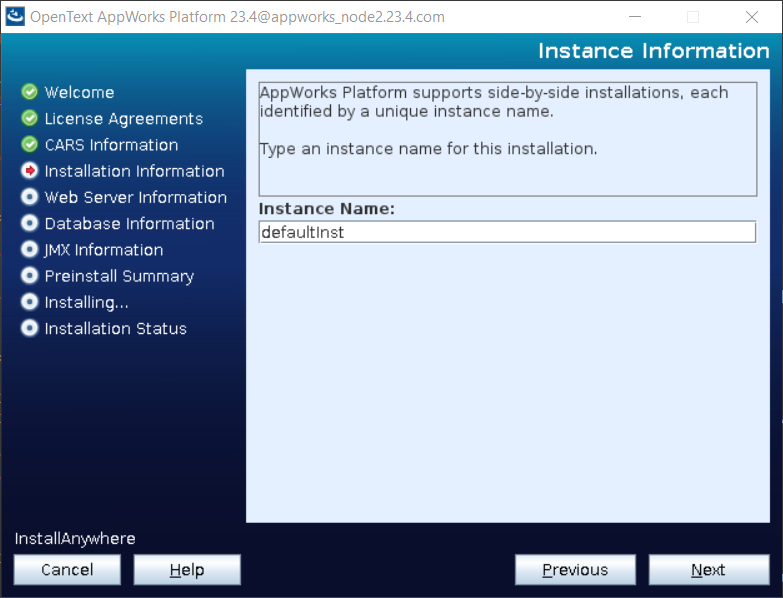 OpenText AppWorks Platform 23.4@appworks_node2.23.4.com
Instance Information
Welcome
License Agreements
CARS Information
Installation Information
Web Server Information
Database Information
JMX Information
Preinstall Summary
Installing...
Installation Status
AppWorks Platform supports side-by-side installations, each
identified by a unique instance name.
Type an instance name for this installation.
Instance Name:
defaultInst
InstallAnywhere
Cancel
Help
Previous
Next